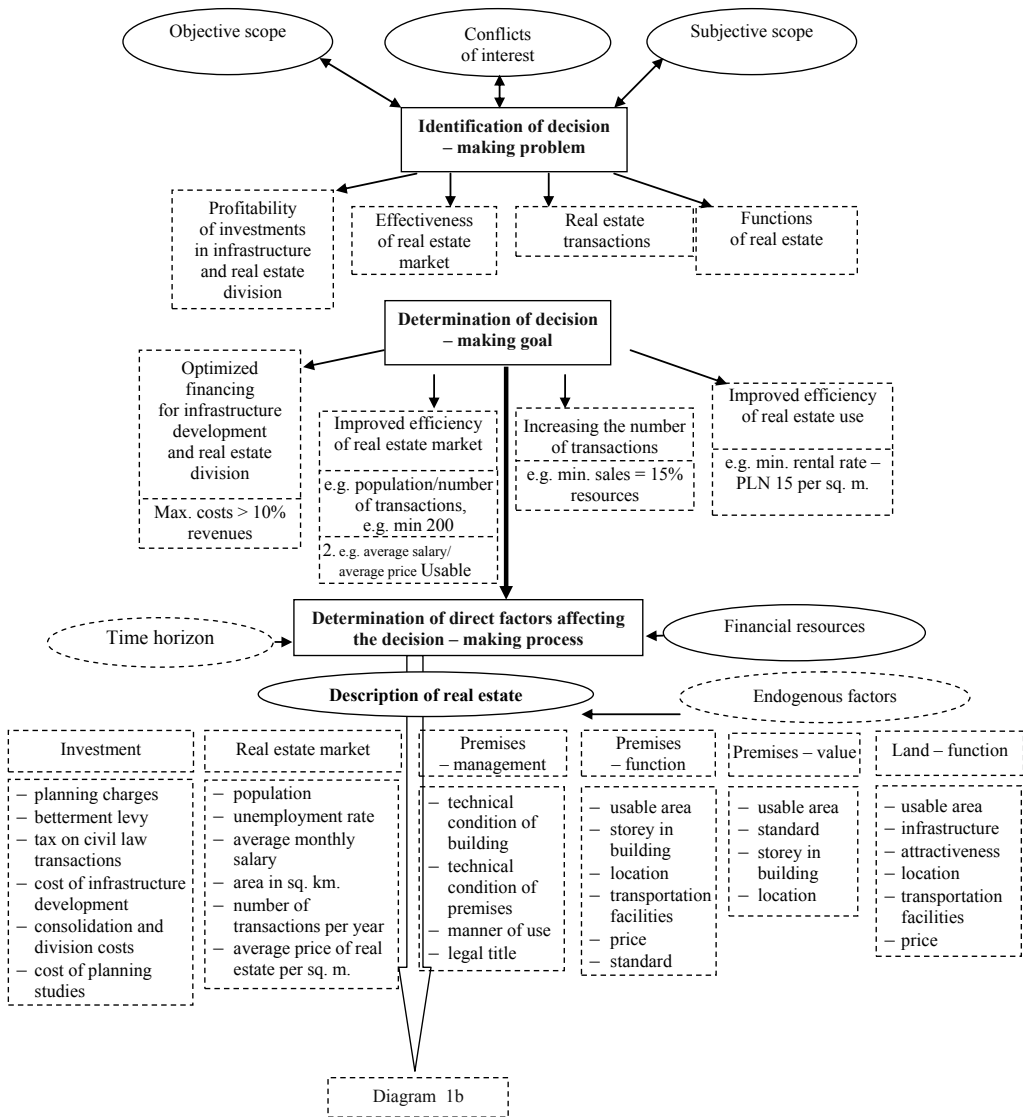 Objective scope
Conflicts
of interest
Subjective scope
Identification of decision
– making problem
Profitability
of investments
in infrastructure
and real estate
division
Effectiveness
of real estate
market
Real estate
transactions
Functions
of real estate
Determination of decision
– making goal
Optimized
financing
for infrastructure
development
and real estate
division
Max. costs > 10%
revenues
Improved efficiency
of real estate market
e.g. population/number
of transactions,
e.g. min 200
2. e.g. average salary/
average price Usable
Increasing the number
of transactions
e.g. min. sales = 15%
resources
Improved efficiency
of real estate use
e.g. min. rental rate –
PLN 15 per sq. m.
Determination of direct factors affecting
the decision – making process
Time horizon
Financial resources
Description of real estate
Endogenous factors
Investment
– planning charges
– betterment levy
– tax on civil law
transactions
– cost of infrastructure
development
– consolidation and
division costs
– cost of planning
studies
Real estate market
– population
– unemployment rate
– average monthly
salary
– area in sq. km.
– number of
transactions per year
– average price of real
estate per sq. m.
Premises
– management
– technical
condition of
building
– technical
condition of
premises
– manner of use
– legal title
Premises
– function
– usable area
– storey in
building
– location
– transportation
facilities
– price
– standard
Premises – value
– usable area
– standard
– storey in
building
– location
Land – function
– usable area
– infrastructure
– attractiveness
– location
– transportation
facilities
– price
Diagram 1b